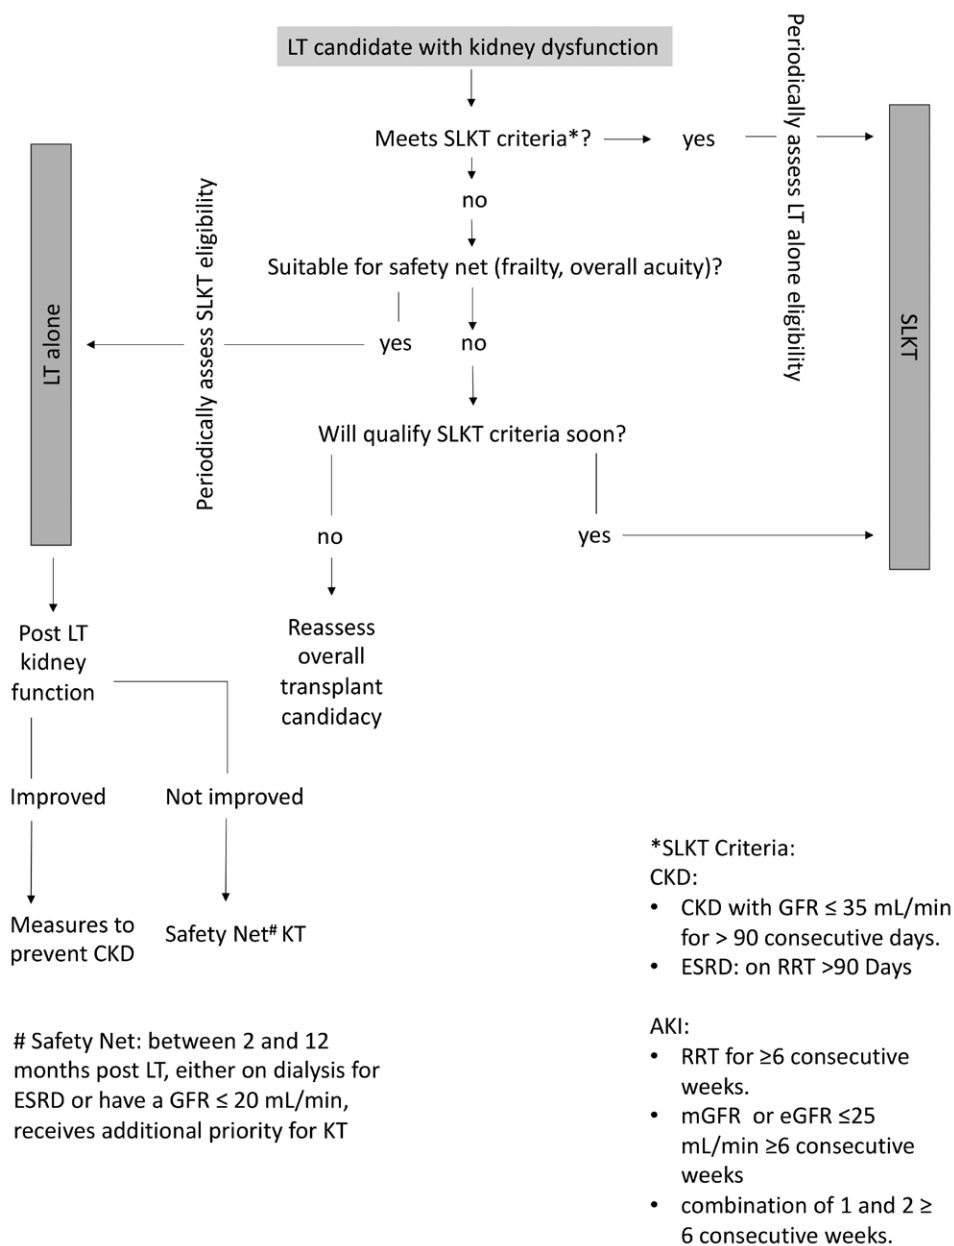 LT candidate with kidney dysfunction
Meets SLKT criteria*?
yes
Periodically assess LT alone eligibility
SLKT
no
Suitable for safety net (frailty, overall acuity)?
yes
no
Periodically assess SLKT eligibility
LT alone
Will qualify SLKT criteria soon?
no
yes
Reassess
overall
transplant
candidacy
Post LT
kidney
function
Improved
Not improved
Measures to
prevent CKD
Safety Net# KT
# Safety Net: between 2 and 12
months post LT, either on dialysis for
ESRD or have a GFR ≤ 20 mL/min,
receives additional priority for KT
*SLKT Criteria:
CKD:
• CKD with GFR ≤ 35 mL/min
for > 90 consecutive days.
• ESRD: on RRT >90 Days
AKI:
• RRT for ≥6 consecutive
weeks.
• mGFR or eGFR ≤25
mL/min ≥6 consecutive
weeks
• combination of 1 and 2 ≥
6 consecutive weeks.